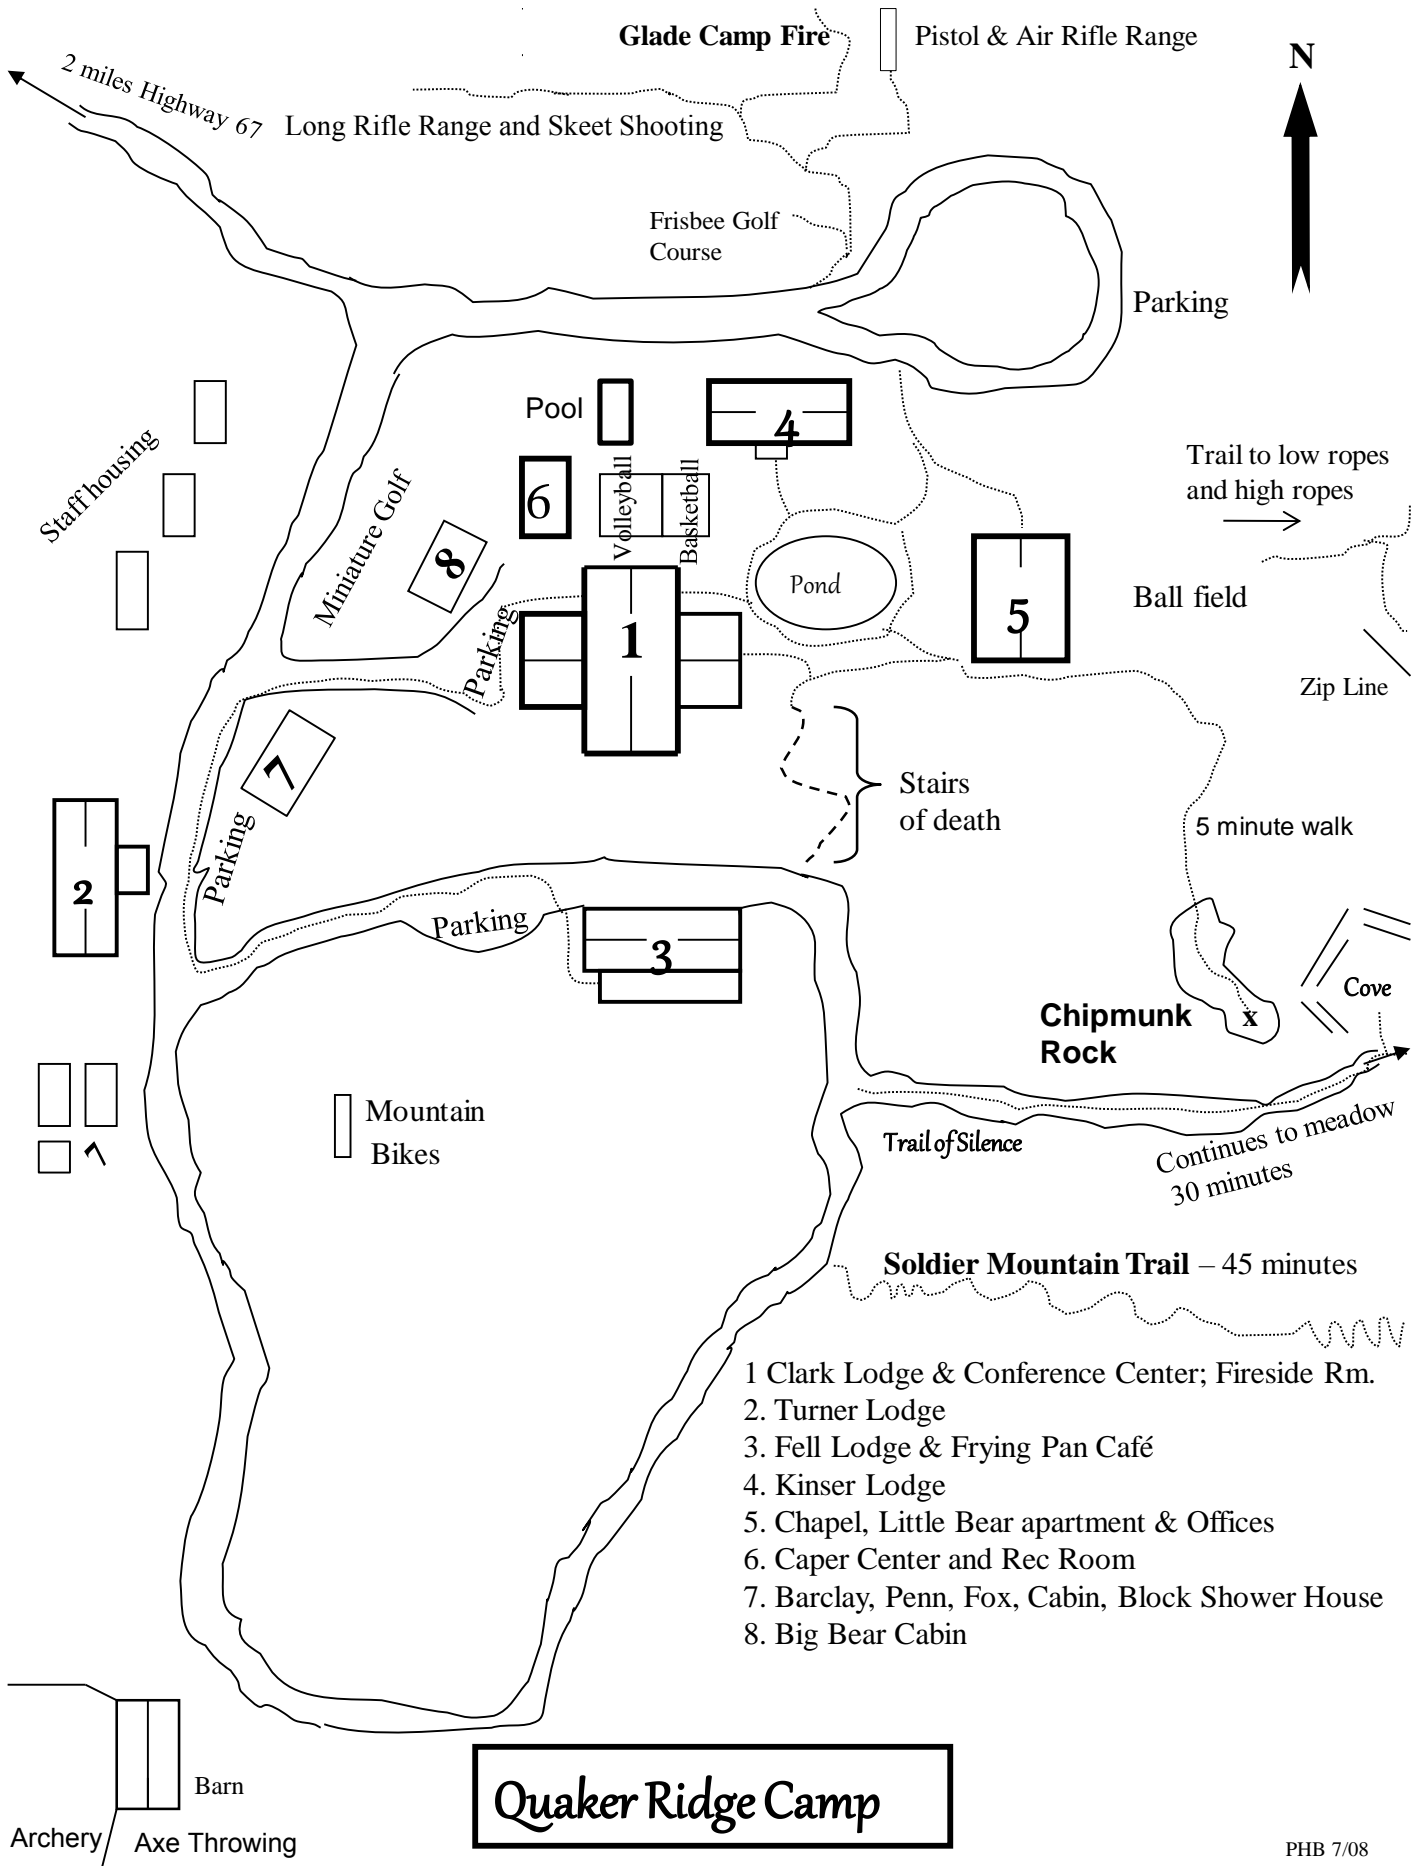 Glade Camp Fire
Pistol & Air Rifle Range
N
2 miles Highway 67
Long Rifle Range and Skeet Shooting
Frisbee Golf
Course
Parking
Pool
4
Staff housing
Miniature Golf
6
Volleyball
Basketball
8
Trail to low ropes
and high ropes
Pond
5
Ball field
1
Parking
Zip Line
7
Stairs
of death
Parking
5 minute walk
2
Parking
3
Cove
Chipmunk
Rock
x
Mountain
Bikes
7
Trail of Silence
Continues to meadow
30 minutes
Soldier Mountain Trail – 45 minutes
1 Clark Lodge & Conference Center; Fireside Rm.
2. Turner Lodge
3. Fell Lodge & Frying Pan Café
4. Kinser Lodge
5. Chapel, Little Bear apartment & Offices
6. Caper Center and Rec Room
7. Barclay, Penn, Fox, Cabin, Block Shower House
8. Big Bear Cabin
Barn
Archery
Axe Throwing
Quaker Ridge Camp
PHB 7/08